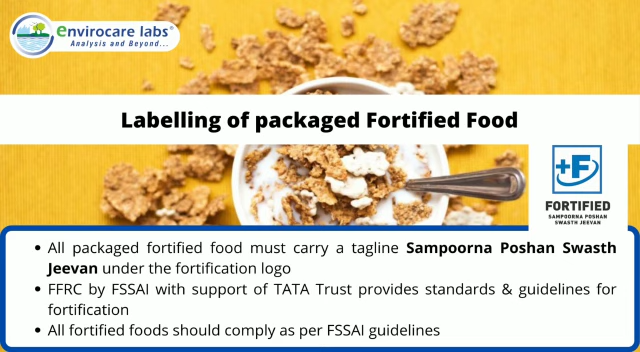 envirocare labs®
Analysis and Beyond...
Labelling of packaged Fortified Food
+F
FORTIFIED
SAMPOORNA POSHAN
SWASTH JEEVAN
• All packaged fortified food must carry a tagline Sampoorna Poshan Swasth
Jeevan under the fortification logo
• FFRC by FSSAI with support of TATA Trust provides standards & guidelines for
fortification
• All fortified foods should comply as per FSSAI guidelines